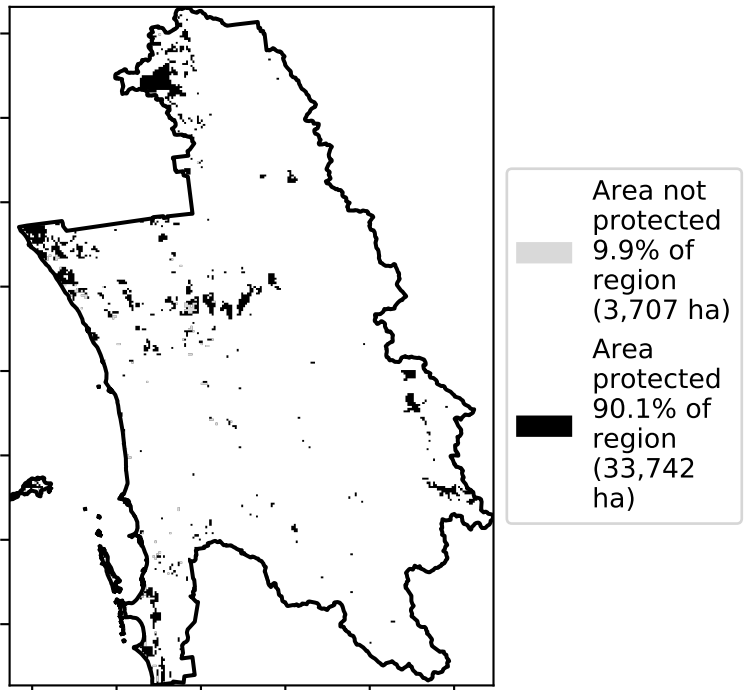 Area not
protected
9.9% of
region
(3,707 ha)
Area
protected
90.1% of
region
(33,742
ha)